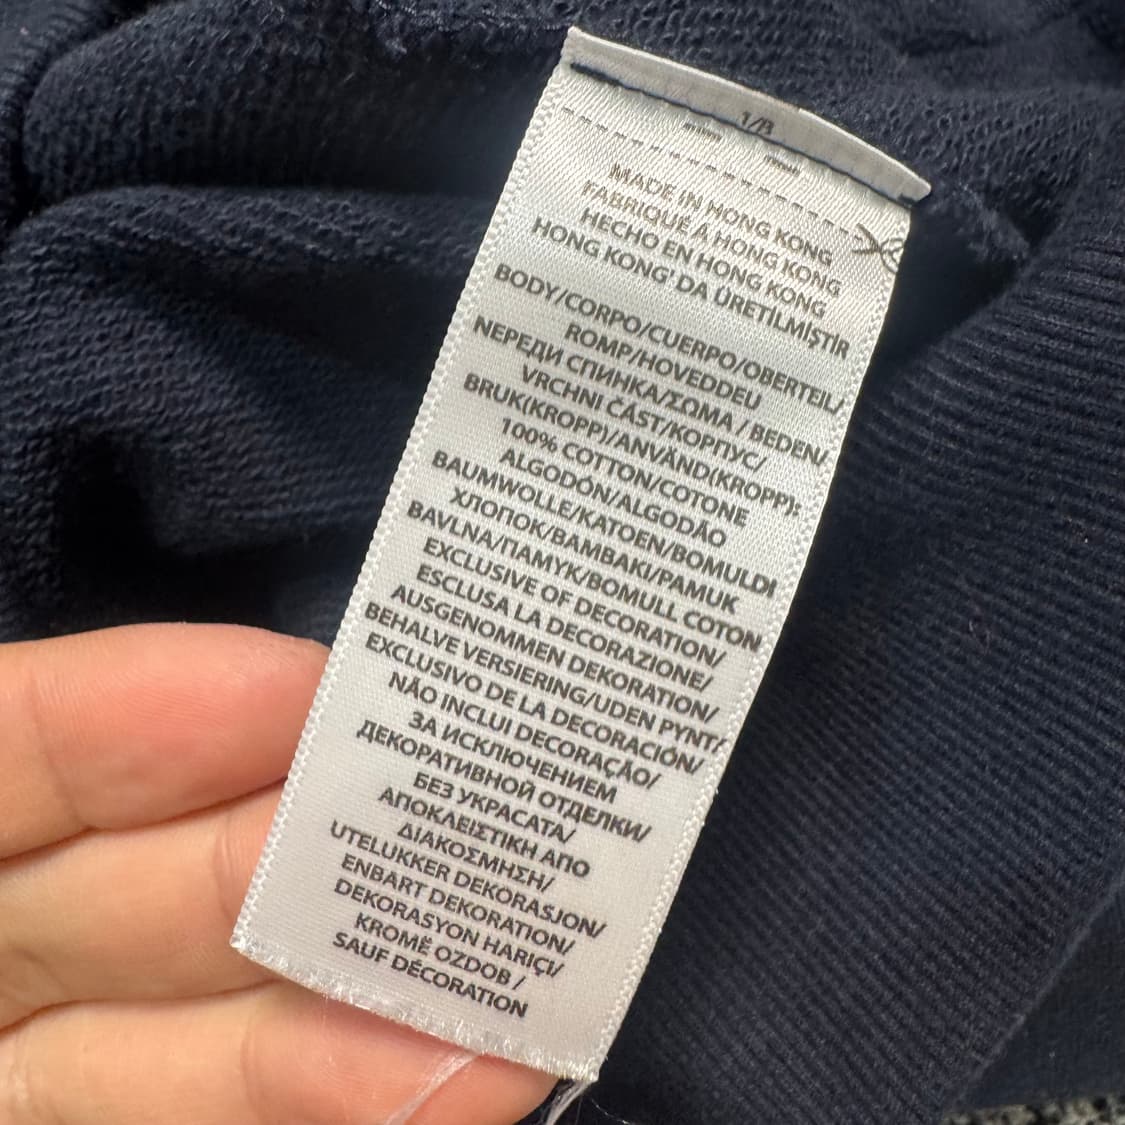 1/B
MADE IN HONG KONG
FABRIQUÉ Á HONG KONG
HECHO EN HONG KONG
HONG KONG' DA ÜRETİLMİŞTİR
BODY/CORPO/CUERPO/OBERTEIL/
ROMP/HOVEDDEL/
ПЕРЕДИ СПИНКА/ΣΩΜΑ / BEDEN/
VRCHNI ČÁST/КОРПУС/
BRUK(KROPP)/ANVÄND(KROPP):
100% COTTON/COTONE
ALGODÓN/ALGODÃO
BAUMWOLLE/KATOEN/BOMULDI
ХЛОПОК/BAMBAKI/PAMUK
BAVLNA/ПАМУК/BOMULL COTON
EXCLUSIVE OF DECORATION/
ESCLUSA LA DECORAZIONE/
AUSGENOMMEN DEKORATION/
BEHALVE VERSIERING/UDEN PYNT/
EXCLUSIVO DE LA DECORACIÓN/
NÃO INCLUI DECORAÇÃO/
ЗА ИСКЛЮЧЕНИЕМ
ДЕКОРАТИВНОЙ ОТДЕЛКИ/
БЕЗ УКРАСАТА/
ΑΠΟΚΛΕΙΣΤΙΚΗ ΑΠΟ
ΔΙΑΚΟΣΜΗΣΗ/
UTELUKKER DEKORASJON/
ENBART DEKORATION/
DEKORASYON HARIÇI/
KROMĚ OZDOB /
SAUF DÉCORATION